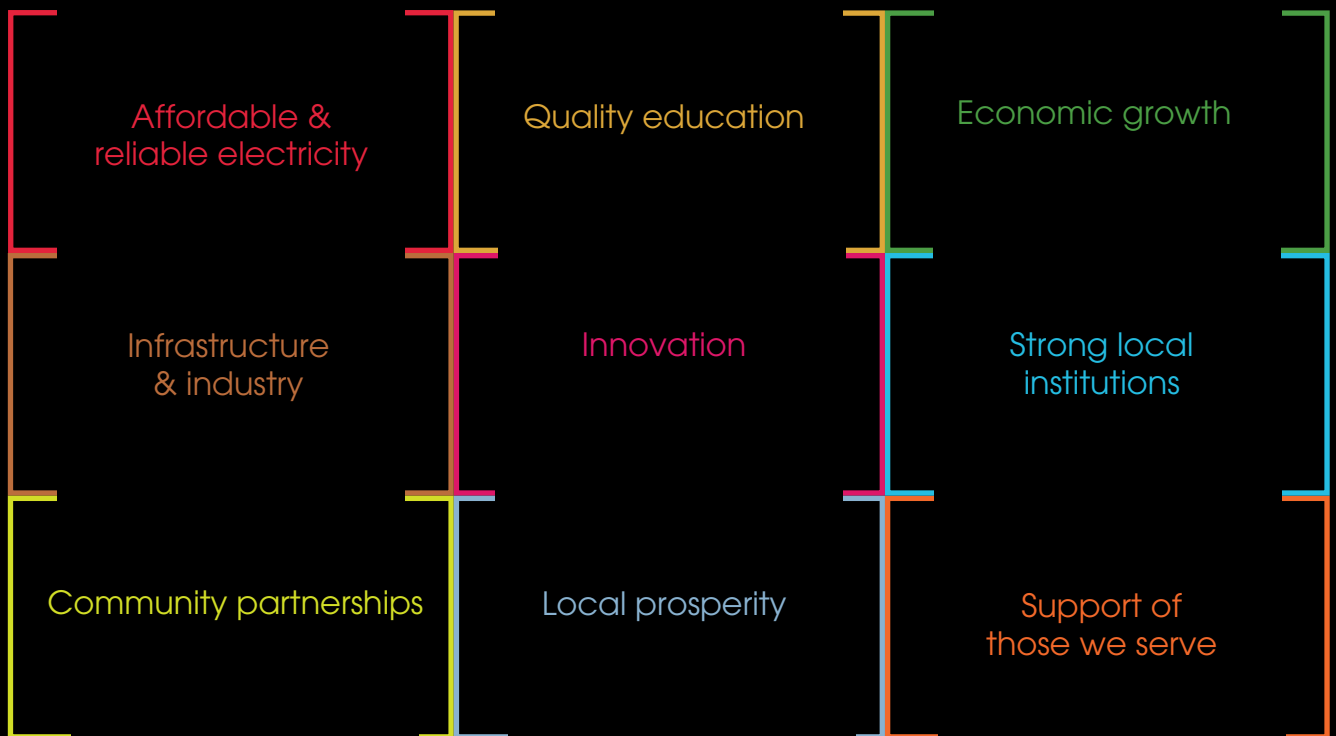 Affordable &
reliable electricity
Quality education
Economic growth
Infrastructure
& industry
Innovation
Strong local
institutions
Community partnerships
Local prosperity
Support of
those we serve